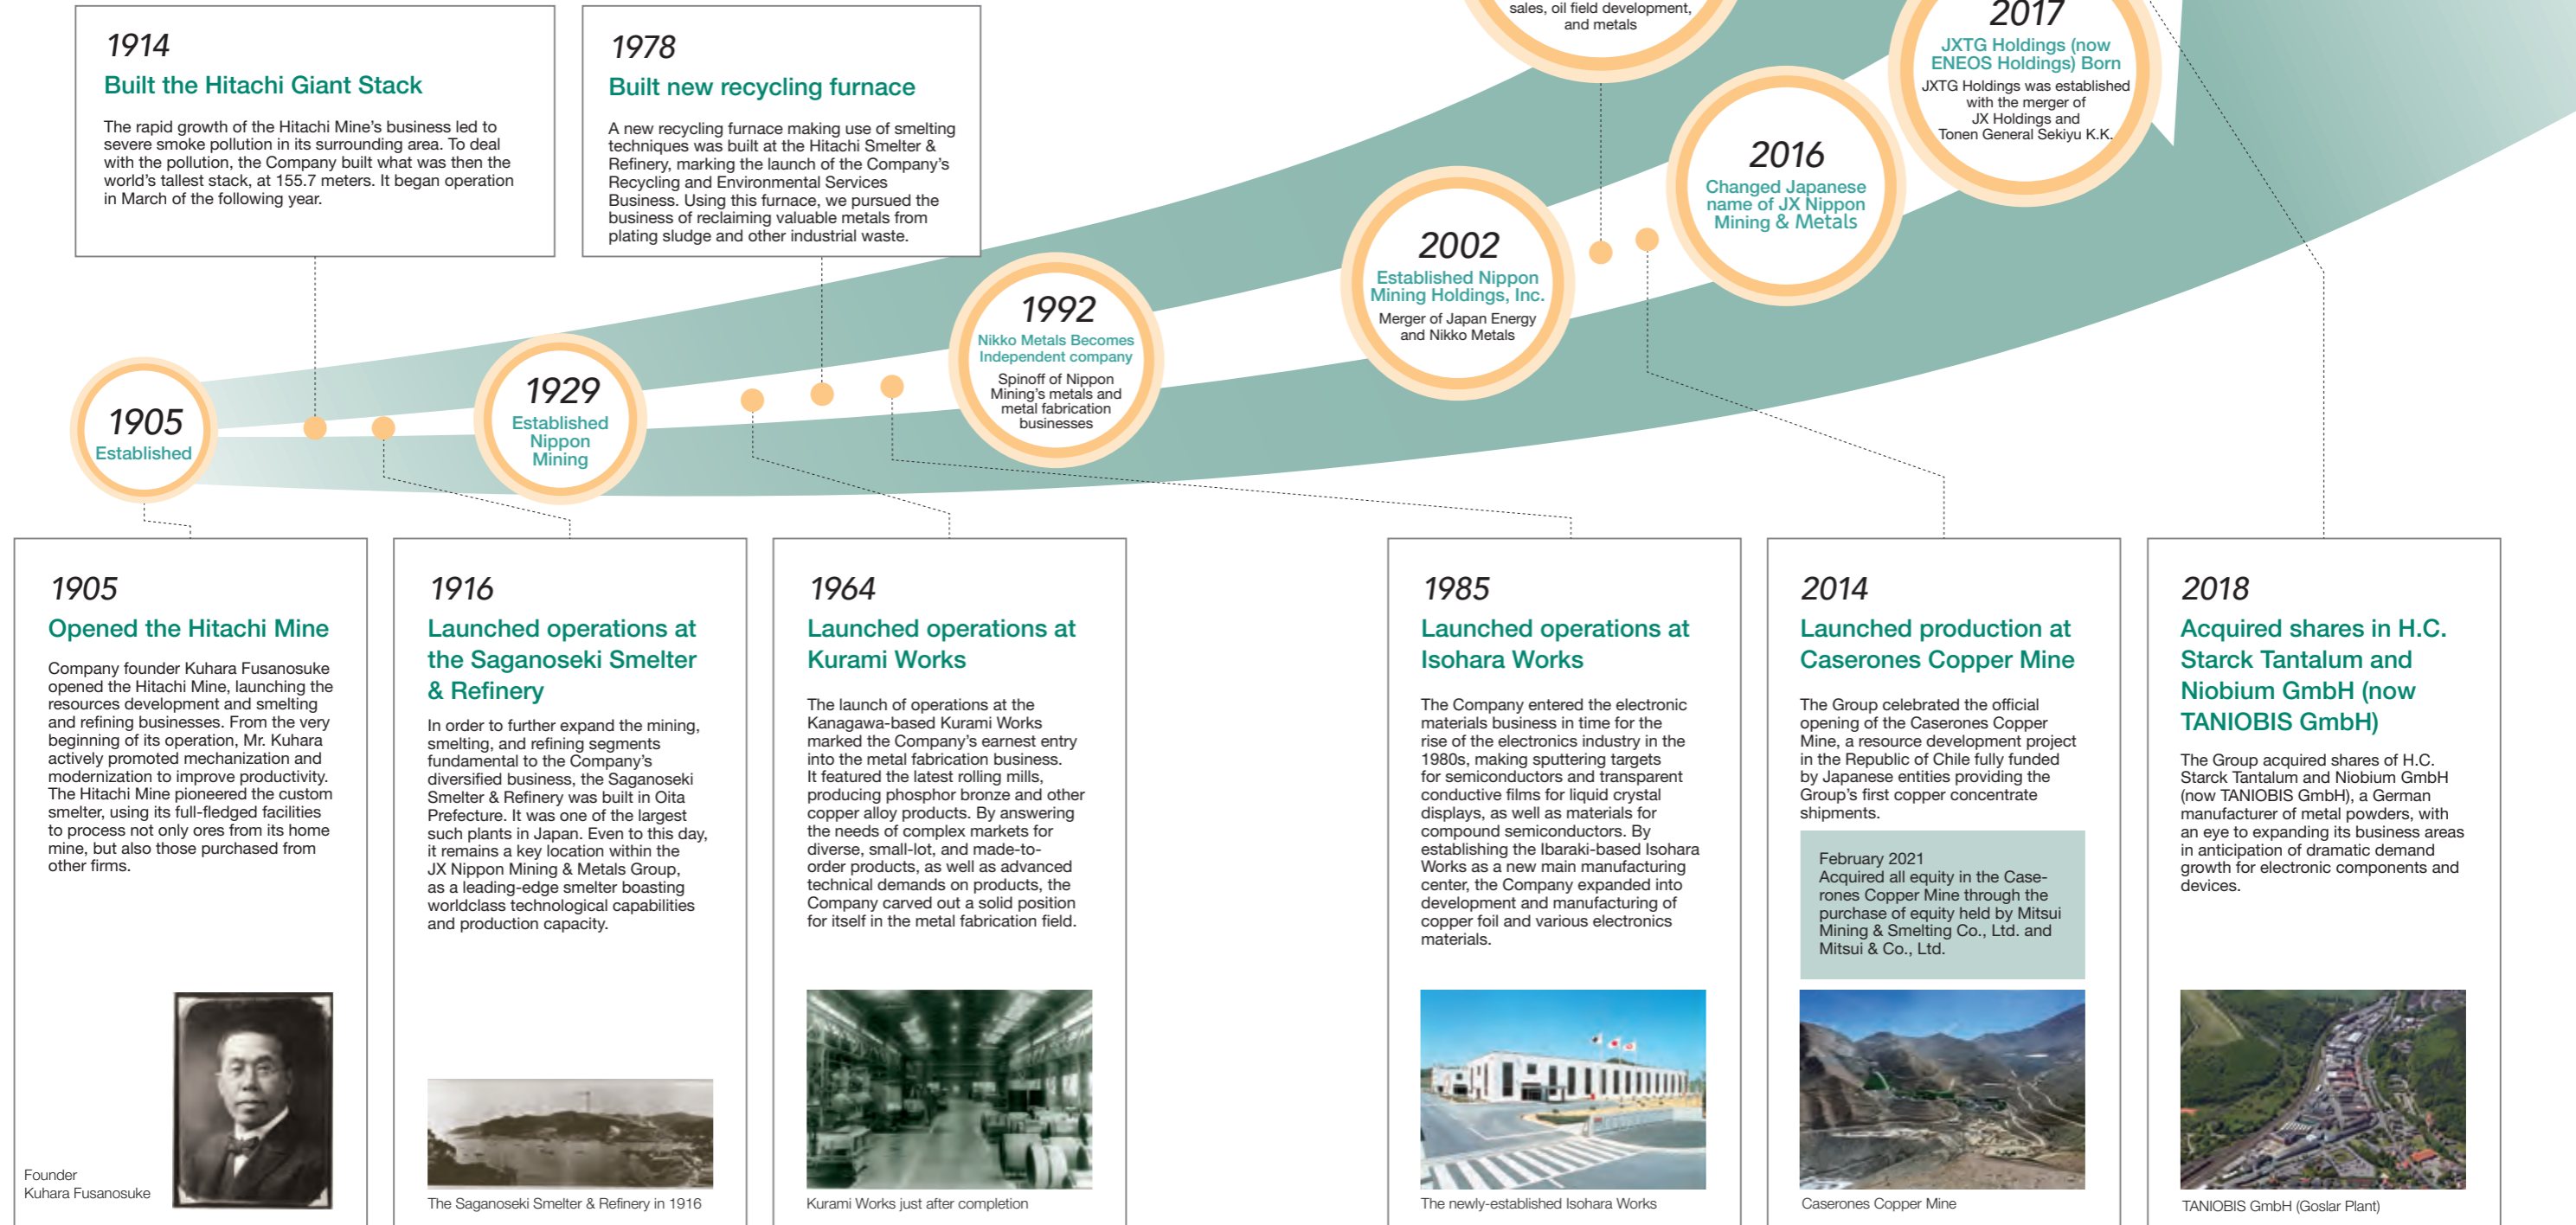 1914
Built the Hitachi Giant Stack
The rapid growth of the Hitachi Mine's business led to
severe smoke pollution in its surrounding area. To deal
with the pollution, the Company built what was then the
world's tallest stack, at 155.7 meters. It began operation
in March of the following year.
1978
Built new recycling furnace
A new recycling furnace making use of smelting
techniques was built at the Hitachi Smelter &
Refinery, marking the launch of the Company's
Recycling and Environmental Services
Business. Using this furnace, we pursued the
business of reclaiming valuable metals from
plating sludge and other industrial waste.
1905
Established
1929
Established
Nippon
Mining
1992
Nikko Metals Becomes
Independent company
Spinoff of Nippon
Mining's metals and
metal fabrication
businesses
2002
Established Nippon
Mining Holdings, Inc.
Merger of Japan Energy
and Nikko Metals
sales, oil field development,
and metals
2016
Changed Japanese
name of JX Nippon
Mining & Metals
2017
JXTG Holdings (now
ENEOS Holdings) Born
JXTG Holdings was established
with the merger of
JX Holdings and
Tonen General Sekiyu K.K.
1905
Opened the Hitachi Mine
Company founder Kuhara Fusanosuke
opened the Hitachi Mine, launching the
resources development and smelting
and refining businesses. From the very
beginning of its operation, Mr. Kuhara
actively promoted mechanization and
modernization to improve productivity.
The Hitachi Mine pioneered the custom
smelter, using its full-fledged facilities
to process not only ores from its home
mine, but also those purchased from
other firms.
Founder
Kuhara Fusanosuke
1916
Launched operations at
the Saganoseki Smelter
& Refinery
In order to further expand the mining,
smelting, and refining segments
fundamental to the Company's
diversified business, the Saganoseki
Smelter & Refinery was built in Oita
Prefecture. It was one of the largest
such plants in Japan. Even to this day,
it remains a key location within the
JX Nippon Mining & Metals Group,
as a leading-edge smelter boasting
worldclass technological capabilities
and production capacity.
The Saganoseki Smelter & Refinery in 1916
1964
Launched operations at
Kurami Works
The launch of operations at the
Kanagawa-based Kurami Works
marked the Company's earnest entry
into the metal fabrication business.
It featured the latest rolling mills,
producing phosphor bronze and other
copper alloy products. By answering
the needs of complex markets for
diverse, small-lot, and made-to-
order products, as well as advanced
technical demands on products, the
Company carved out a solid position
for itself in the metal fabrication field.
Kurami Works just after completion
1985
Launched operations at
Isohara Works
The Company entered the electronic
materials business in time for the
rise of the electronics industry in the
1980s, making sputtering targets
for semiconductors and transparent
conductive films for liquid crystal
displays, as well as materials for
compound semiconductors. By
establishing the Ibaraki-based Isohara
Works as a new main manufacturing
center, the Company expanded into
development and manufacturing of
copper foil and various electronics
materials.
The newly-established Isohara Works
2014
Launched production at
Caserones Copper Mine
The Group celebrated the official
opening of the Caserones Copper
Mine, a resource development project
in the Republic of Chile fully funded
by Japanese entities providing the
Group's first copper concentrate
shipments.
February 2021
Acquired all equity in the Case-
rones Copper Mine through the
purchase of equity held by Mitsui
Mining & Smelting Co., Ltd. and
Mitsui & Co., Ltd.
Caserones Copper Mine
2018
Acquired shares in H.C.
Starck Tantalum and
Niobium GmbH (now
TANIOBIS GmbH)
The Group acquired shares of H.C.
Starck Tantalum and Niobium GmbH
(now TANIOBIS GmbH), a German
manufacturer of metal powders, with
an eye to expanding its business areas
in anticipation of dramatic demand
growth for electronic components and
devices.
TANIOBIS GmbH (Goslar Plant)